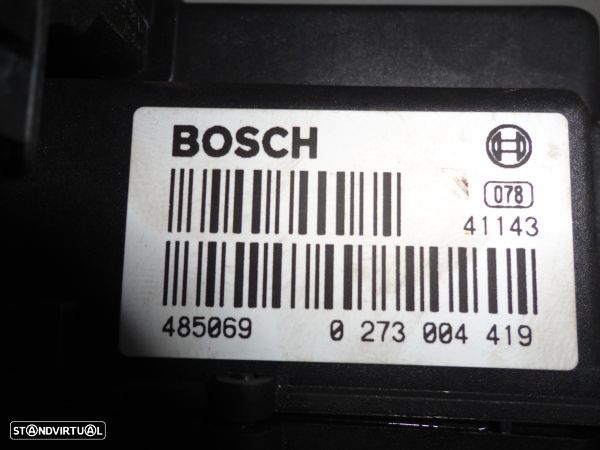 BOSCH
078
41143
485069 0 273 004 419
STANDVIRTUAL